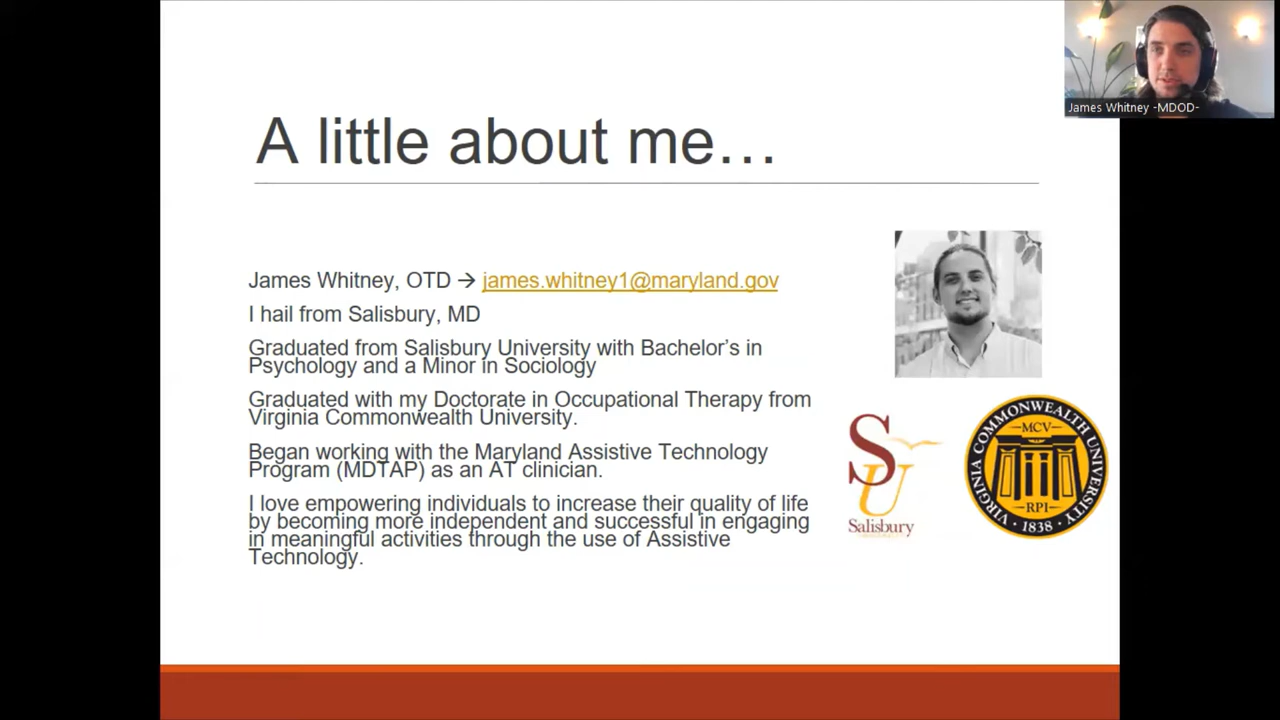 James Whitney -MDOD-
A little about me…
James Whitney, OTD → james.whitney1@maryland.gov
I hail from Salisbury, MD
Graduated from Salisbury University with Bachelor's in
Psychology and a Minor in Sociology
Graduated with my Doctorate in Occupational Therapy from
Virginia Commonwealth University.
Began working with the Maryland Assistive Technology
Program (MDTAP) as an AT clinician.
I love empowering individuals to increase their quality of life
by becoming more independent and successful in engaging
in meaningful activities through the use of Assistive
Technology.
SU
Salisbury
VIRGINIA COMMONWEALTH UNIVERSITY
MCV
RPI
· 1838 ·